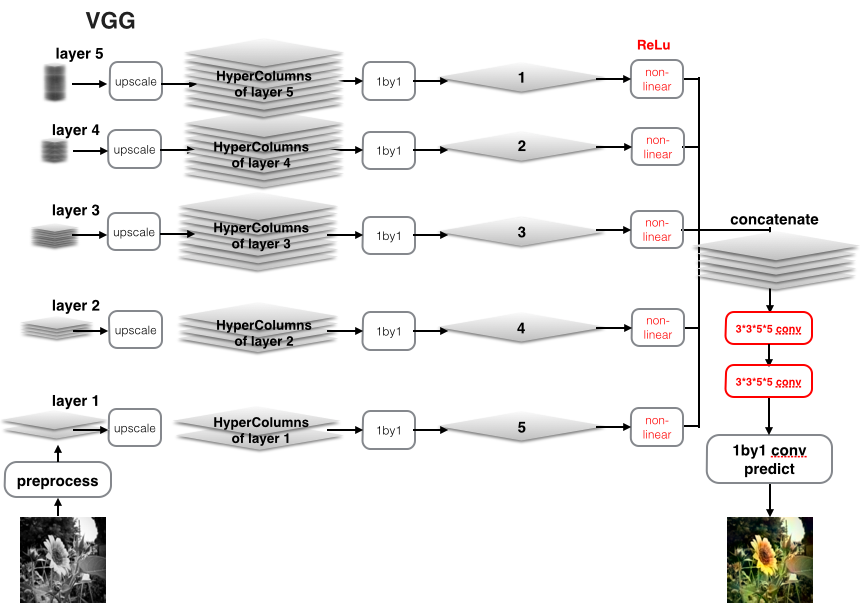 VGG
ReLu
layer 5
upscale
HyperColumns
of layer 5
1by1
1
non-
linear
layer 4
upscale
HyperColumns
of layer 4
1by1
2
non-
linear
layer 3
upscale
HyperColumns
of layer 3
1by1
3
non-
linear
concatenate
layer 2
upscale
HyperColumns
of layer 2
1by1
4
non-
linear
3*3*5*5 conv
3*3*5*5 conv
layer 1
upscale
HyperColumns
of layer 1
1by1
5
non-
linear
1by1 conv
predict
preprocess